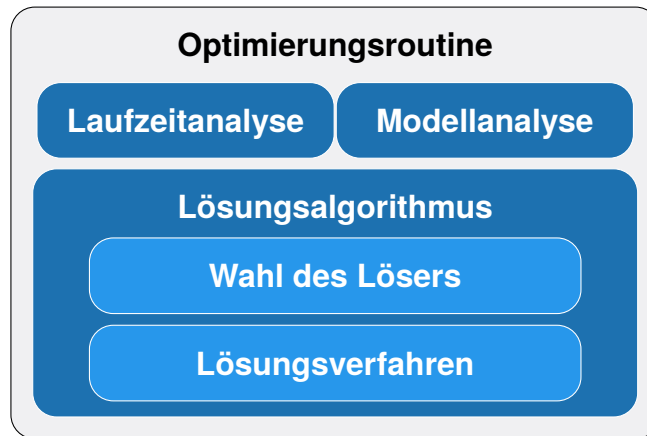 Optimierungsroutine
Laufzeitanalyse Modellanalyse
Lösungsalgorithmus
Wahl des Lösers
Lösungsverfahren